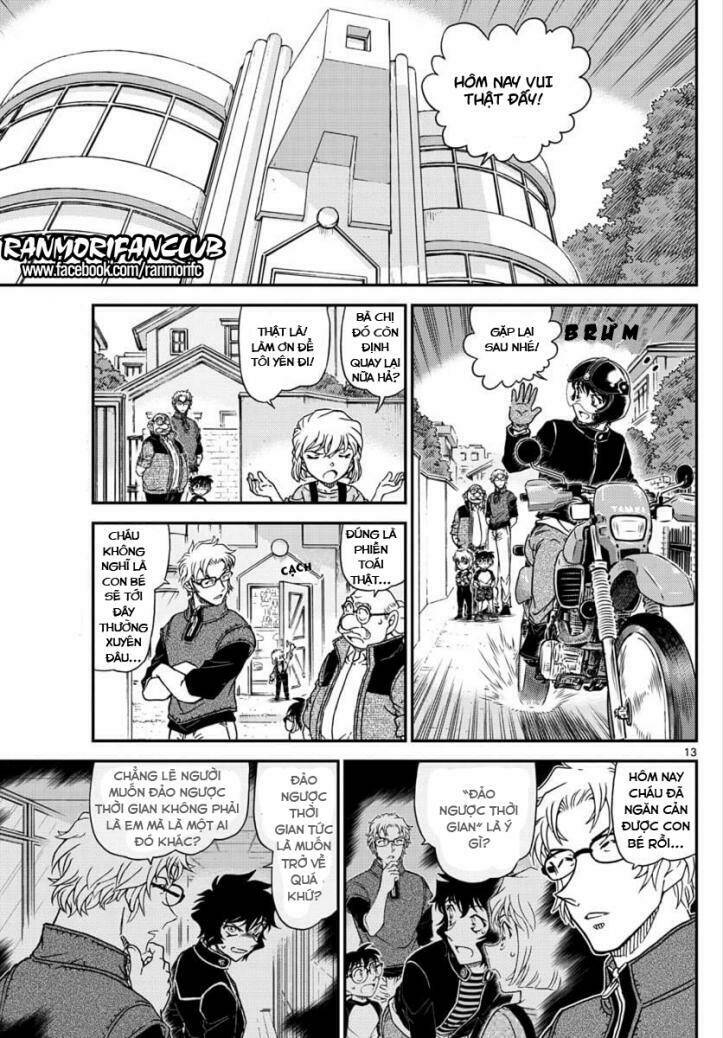 HÔM NAY VUI
THẬT ĐẤY!
RANMORIFANCLUB
www.facebook.com/ranmorifc
GẶP LẠI
SAU NHÉ!
BRỪM
YAMAHA
BÀ CHỊ
ĐÓ CÒN
ĐỊNH
QUAY LẠI
NỮA HẢ?
THẬT LÀ!
LÀM ƠN ĐỂ
TÔI YÊN ĐI!
ĐÚNG LÀ
PHIỀN
TOÁI
THẬT...
CẠCH
CHÁU
KHÔNG
NGHĨ LÀ
CON BÉ
SẼ TỚI
ĐÂY
THƯỜNG
XUYÊN
ĐÂU...
13
HÔM NAY
CHÁU ĐÃ
NGĂN CẢN
ĐƯỢC CON
BÉ RỒI...
"ĐẢO
NGƯỢC THỜI
GIAN" LÀ Ý
GÌ?
ĐẢO
NGƯỢC
THỜI
GIAN TỨC
LÀ MUỐN
TRỞ VỀ
QUÁ
KHỨ?
CHẲNG LẼ NGƯỜI
MUỐN ĐẢO NGƯỢC
THỜI GIAN KHÔNG PHẢI
LÀ EM MÀ LÀ MỘT AI
ĐÓ KHÁC?